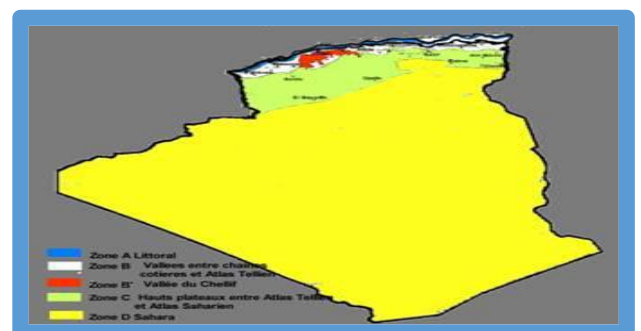 Zone A Littoral
Zone B Vallees entre chaines
cotieres et Atlas Tellien
Zone B' Vallée du Chellif
Zone C Hauts plateaux entre Atlas Tellien
et Atlas Saharien
Zone D Sahara